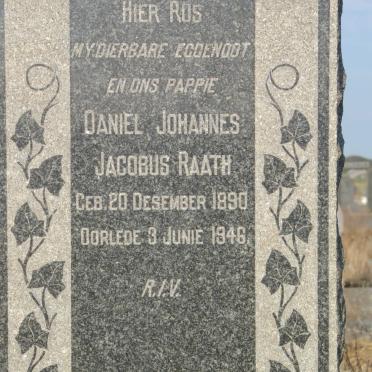 HIER RUS
MY DIERBARE EGGENOOT
EN ONS PAPPIE
DANIEL JOHANNES
JACOBUS RAATH
GEB. 20 DESEMBER 1890
OORLEDE 3 JUNIE 1946
R.I.V.